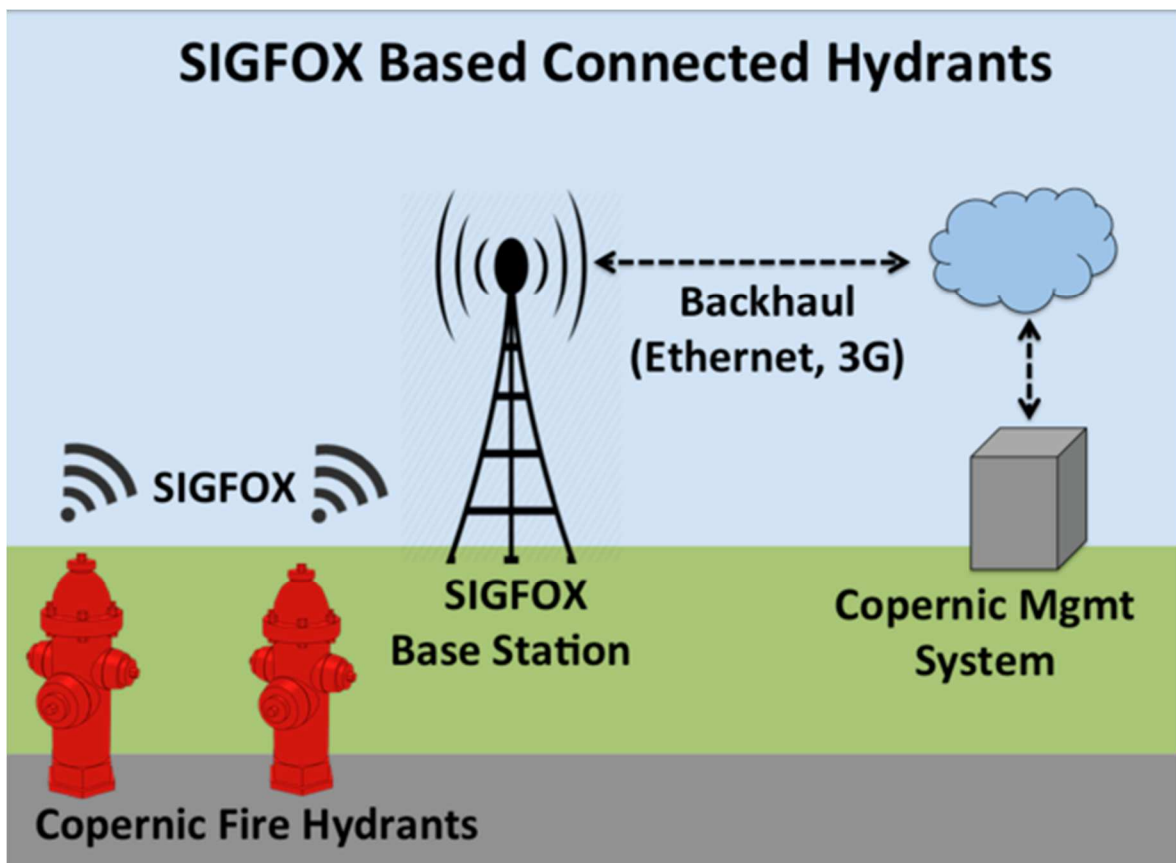 SIGFOX Based Connected Hydrants
Backhaul
(Ethernet, 3G)
SIGFOX
SIGFOX
Base Station
Copernic Mgmt
System
Copernic Fire Hydrants